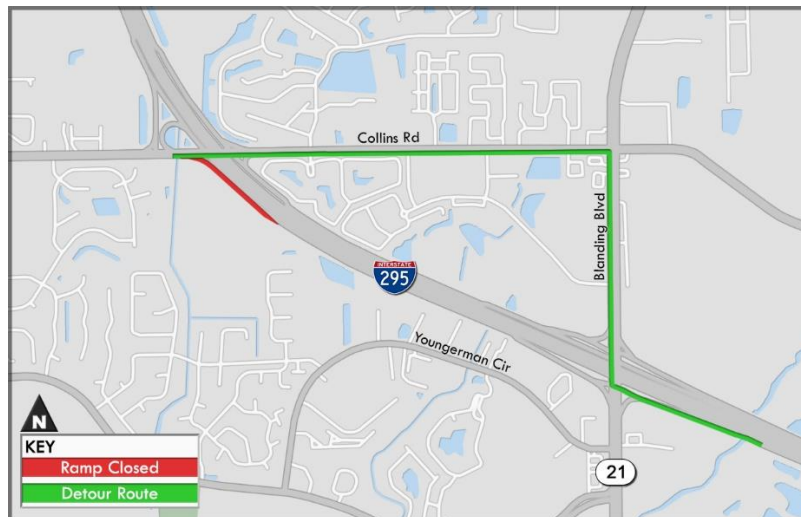 Collins Rd
Blanding Blvd
INTERSTATE
295
Youngerman Cir
N
KEY
Ramp Closed
Detour Route
21